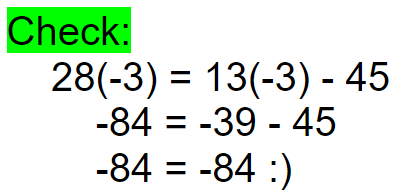 Check:
28(-3) = 13(-3) - 45
-84 = -39 - 45
-84 = -84 :)